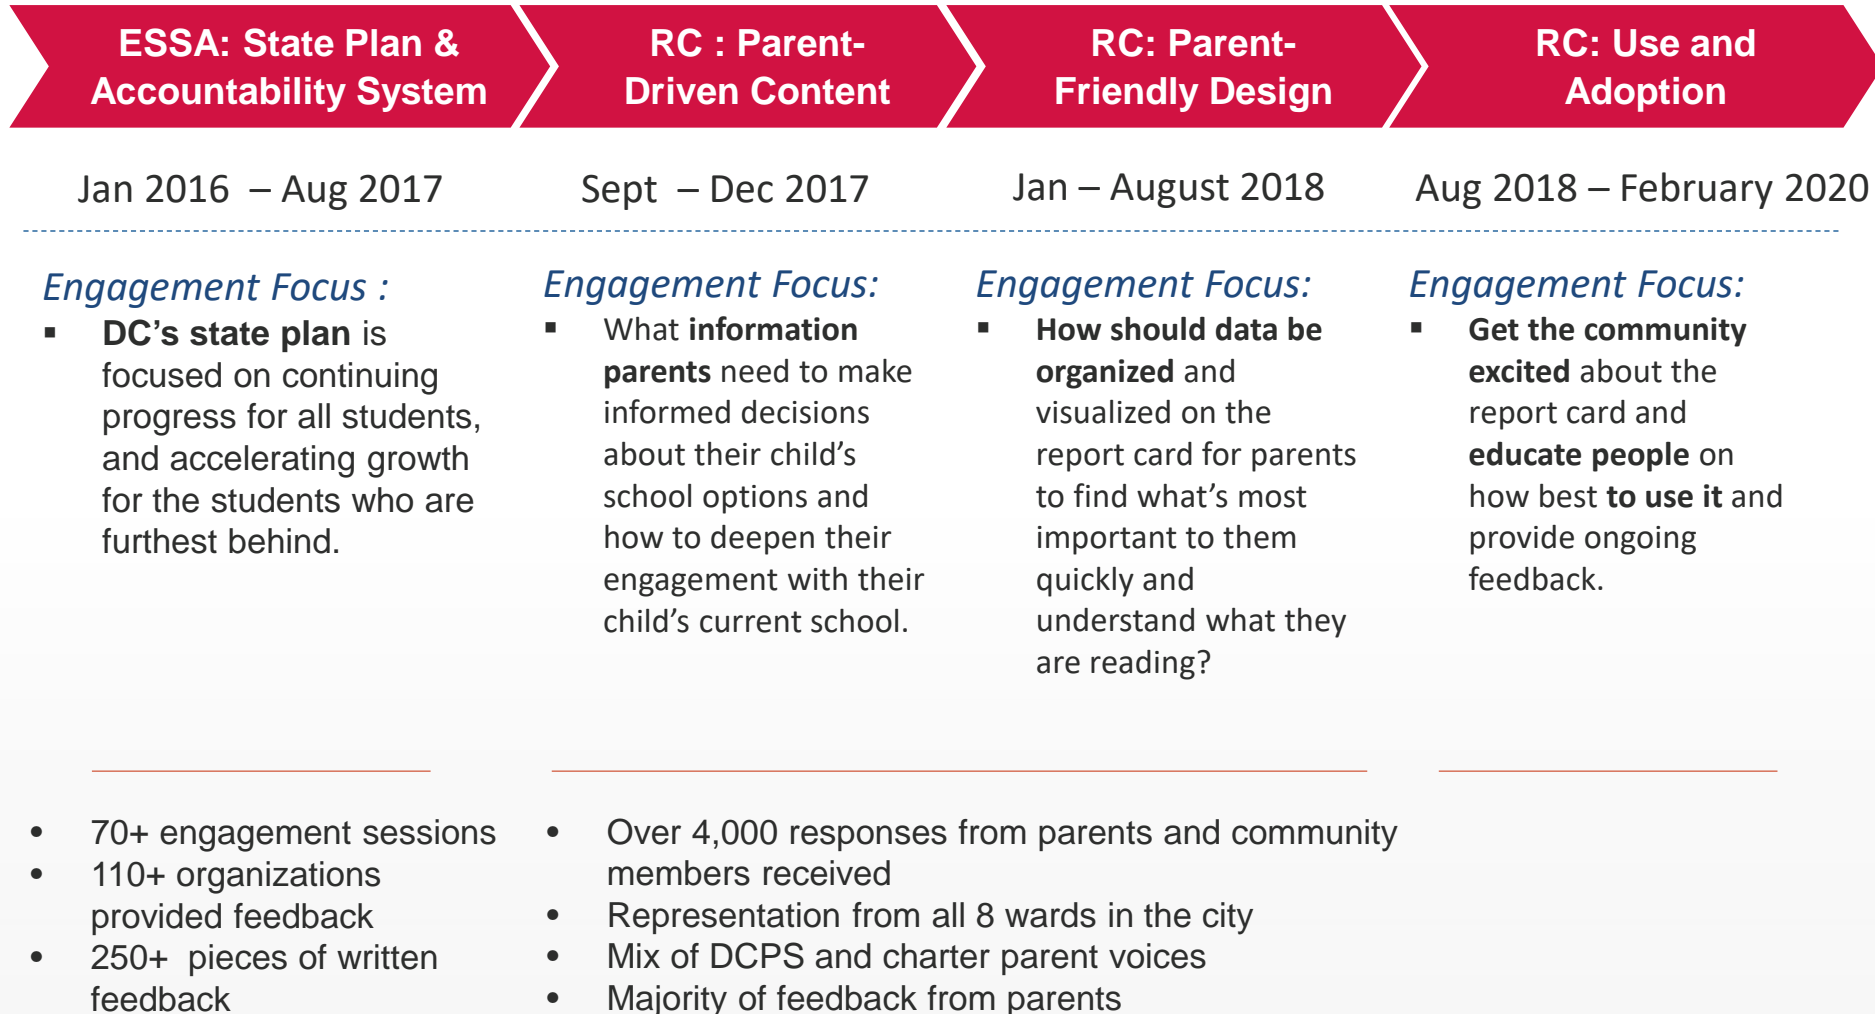 ESSA: State Plan &
Accountability System
RC : Parent-
Driven Content
RC: Parent-
Friendly Design
RC: Use and
Adoption
Jan 2016 – Aug 2017
Sept – Dec 2017
Jan – August 2018
Aug 2018 – February 2020
Engagement Focus :
▪ DC’s state plan is
focused on continuing
progress for all students,
and accelerating growth
for the students who are
furthest behind.
Engagement Focus:
▪ What information
parents need to make
informed decisions
about their child’s
school options and
how to deepen their
engagement with their
child’s current school.
Engagement Focus:
▪ How should data be
organized and
visualized on the
report card for parents
to find what’s most
important to them
quickly and
understand what they
are reading?
Engagement Focus:
▪ Get the community
excited about the
report card and
educate people on
how best to use it and
provide ongoing
feedback.
• 70+ engagement sessions
• 110+ organizations
provided feedback
• 250+ pieces of written
feedback
• Over 4,000 responses from parents and community
members received
• Representation from all 8 wards in the city
• Mix of DCPS and charter parent voices
• Majority of feedback from parents